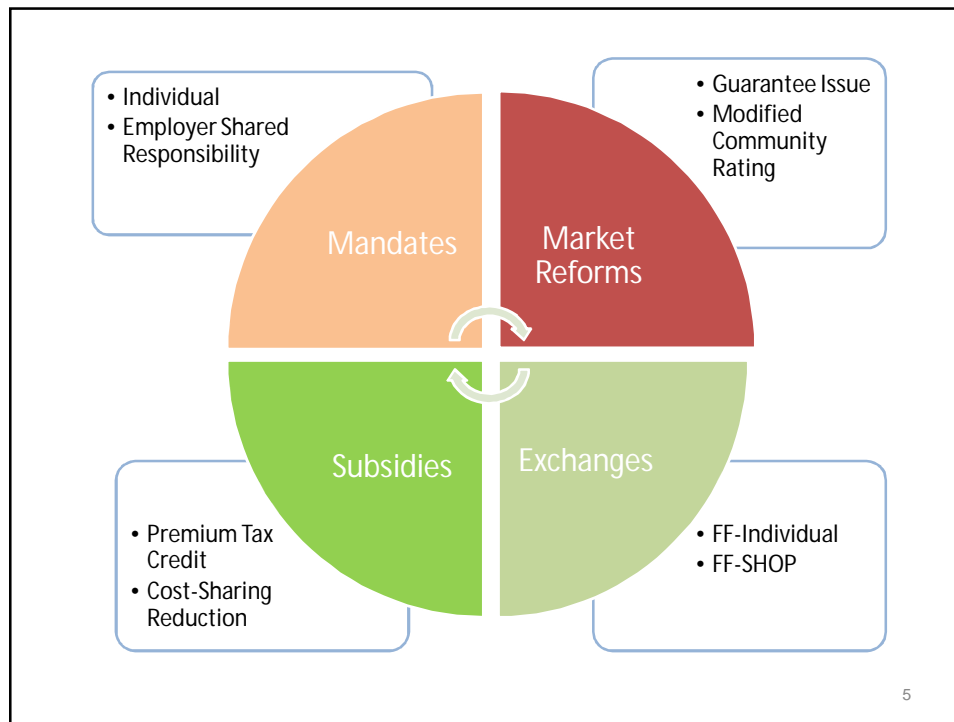 • Individual
• Employer Shared
Responsibility
• Guarantee Issue
• Modified
Community
Rating
Mandates
Market
Reforms
Subsidies
Exchanges
• Premium Tax
Credit
• Cost-Sharing
Reduction
• FF-Individual
• FF-SHOP
5